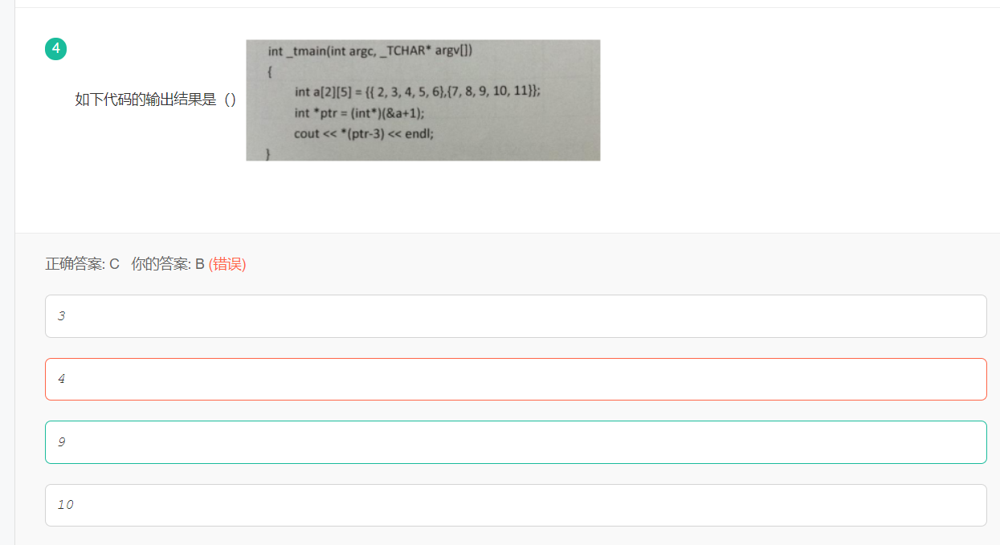 4
int _tmain(int argc, _TCHAR* argv[])
{
int a[2][5] = {{ 2, 3, 4, 5, 6},{7, 8, 9, 10, 11}};
int *ptr = (int*)(&a+1);
cout << *(ptr-3) << endl;
}
如下代码的输出结果是（）
正确答案: C 你的答案: B (错误)
3
4
9
10